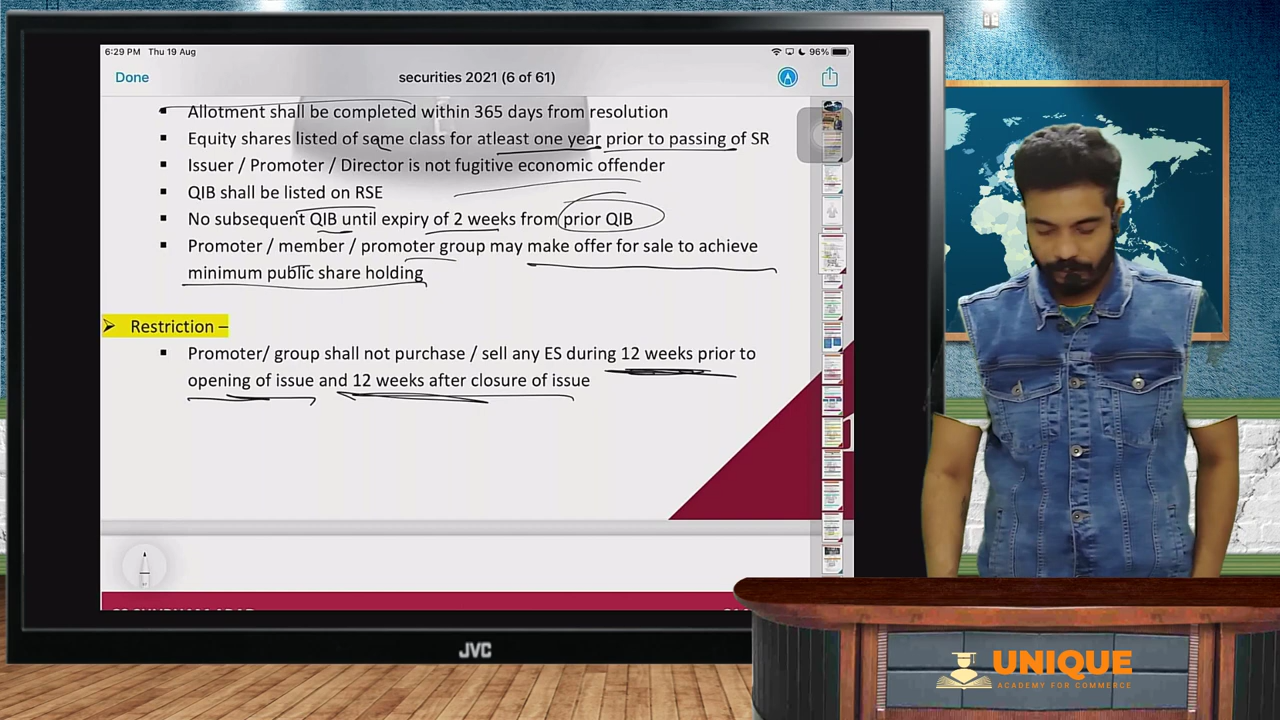 6:29 PM Thu 19 Aug
96%
Done
securities 2021 (6 of 61)
▪ Allotment shall be completed within 365 days from resolution
▪ Equity shares listed of same class for atleast one year prior to passing of SR
▪ Issuer / Promoter / Director is not fugitive economic offender
▪ QIB shall be listed on RSE
▪ No subsequent QIB until expiry of 2 weeks from prior QIB
▪ Promoter / member / promoter group may make offer for sale to achieve
minimum public share holding
➢ Restriction –
▪ Promoter/ group shall not purchase / sell any ES during 12 weeks prior to
opening of issue and 12 weeks after closure of issue
JVC
UNIQUE
ACADEMY FOR COMMERCE